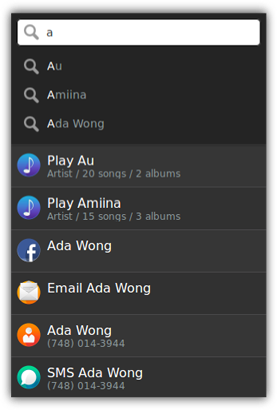 a
Au
Amiina
Ada Wong
Play Au
Artist / 20 songs / 2 albums
Play Amiina
Artist / 15 songs / 3 albums
Ada Wong
Email Ada Wong
Ada Wong
(748) 014-3944
SMS Ada Wong
(748) 014-3944